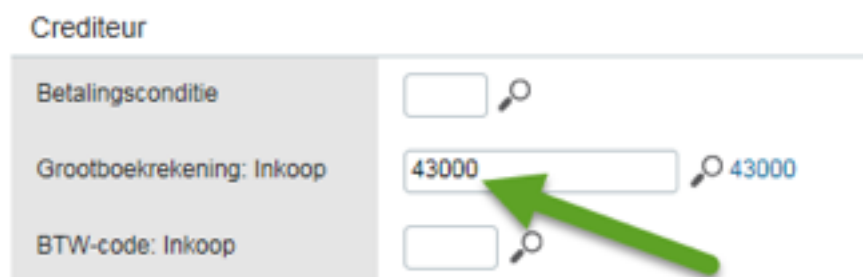 Crediteur
Betalingsconditie
Grootboekrekening: Inkoop 43000 43000
BTW-code: Inkoop